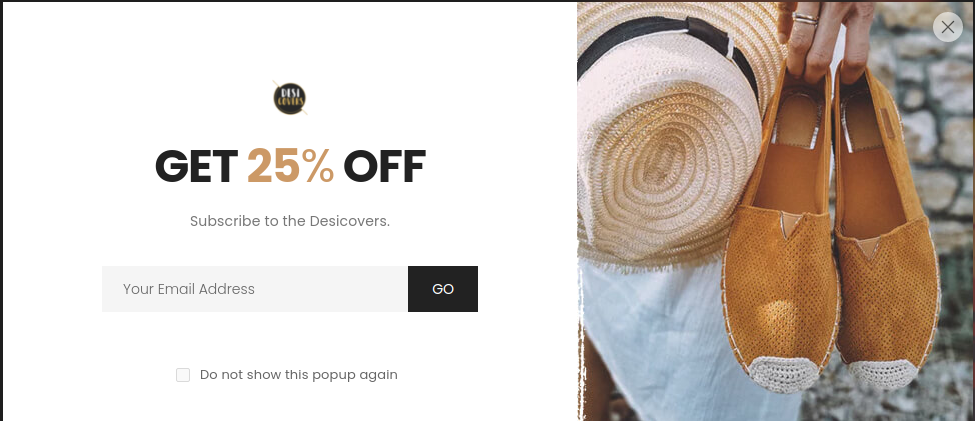 DESI
COVERS
GET 25% OFF
Subscribe to the Desicovers.
Your Email Address
GO
Do not show this popup again